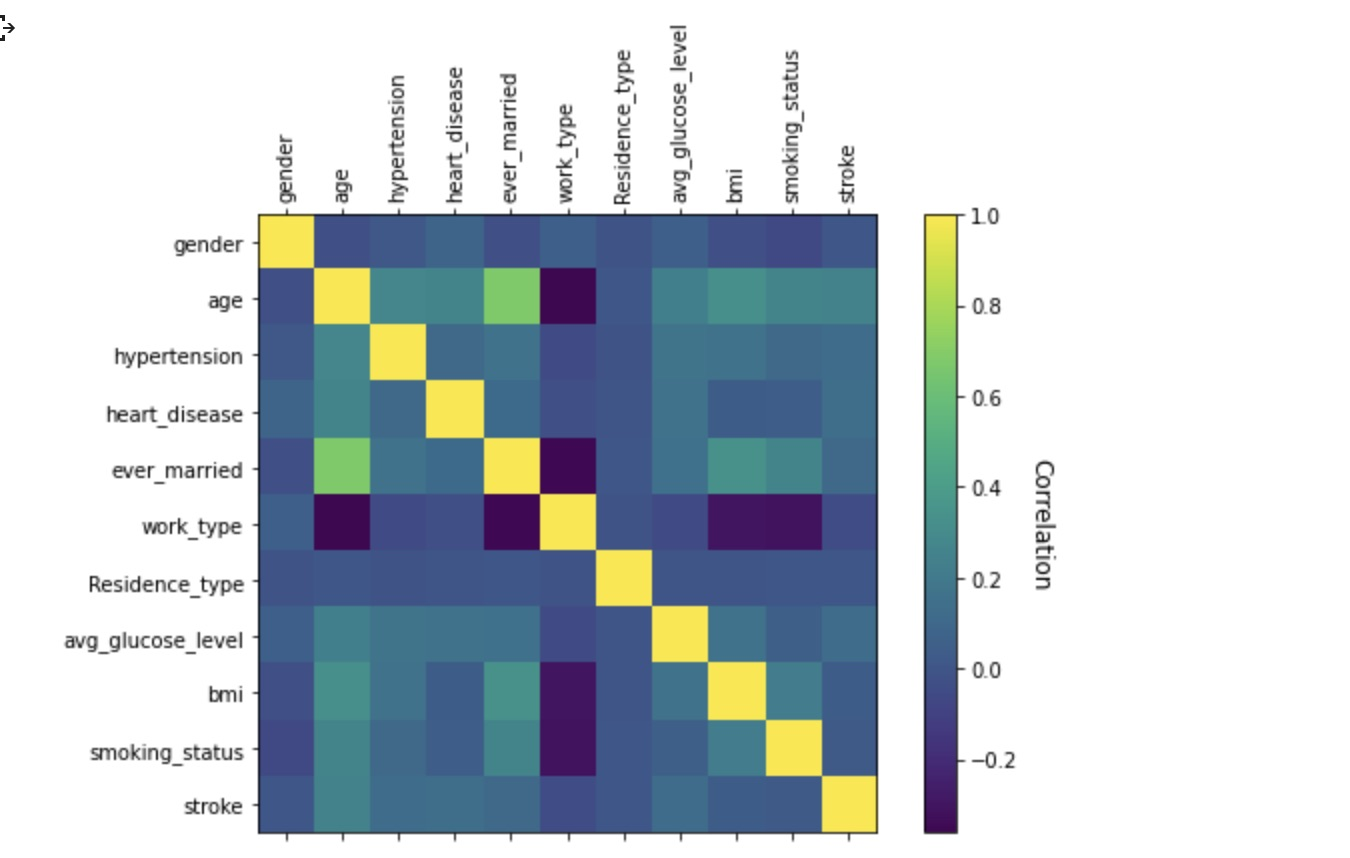 gender
age
hypertension
heart_disease
ever_married
work_type
Residence_type
avg_glucose_level
bmi
smoking_status
stroke
gender
age
hypertension
heart_disease
ever_married
work_type
Residence_type
avg_glucose_level
bmi
smoking_status
stroke
1.0
0.8
0.6
0.4
0.2
0.0
−0.2
Correlation